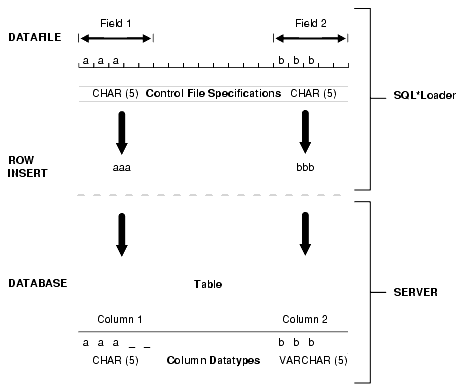 Field 1 Field 2
DATAFILE
a a a b b b
CHAR (5) Control File Specifications CHAR (5)
SQL*Loader
ROW
INSERT
aaa bbb
DATABASE Table
SERVER
Column 1 Column 2
a a a _ _ b b b
CHAR (5) Column Datatypes VARCHAR (5)